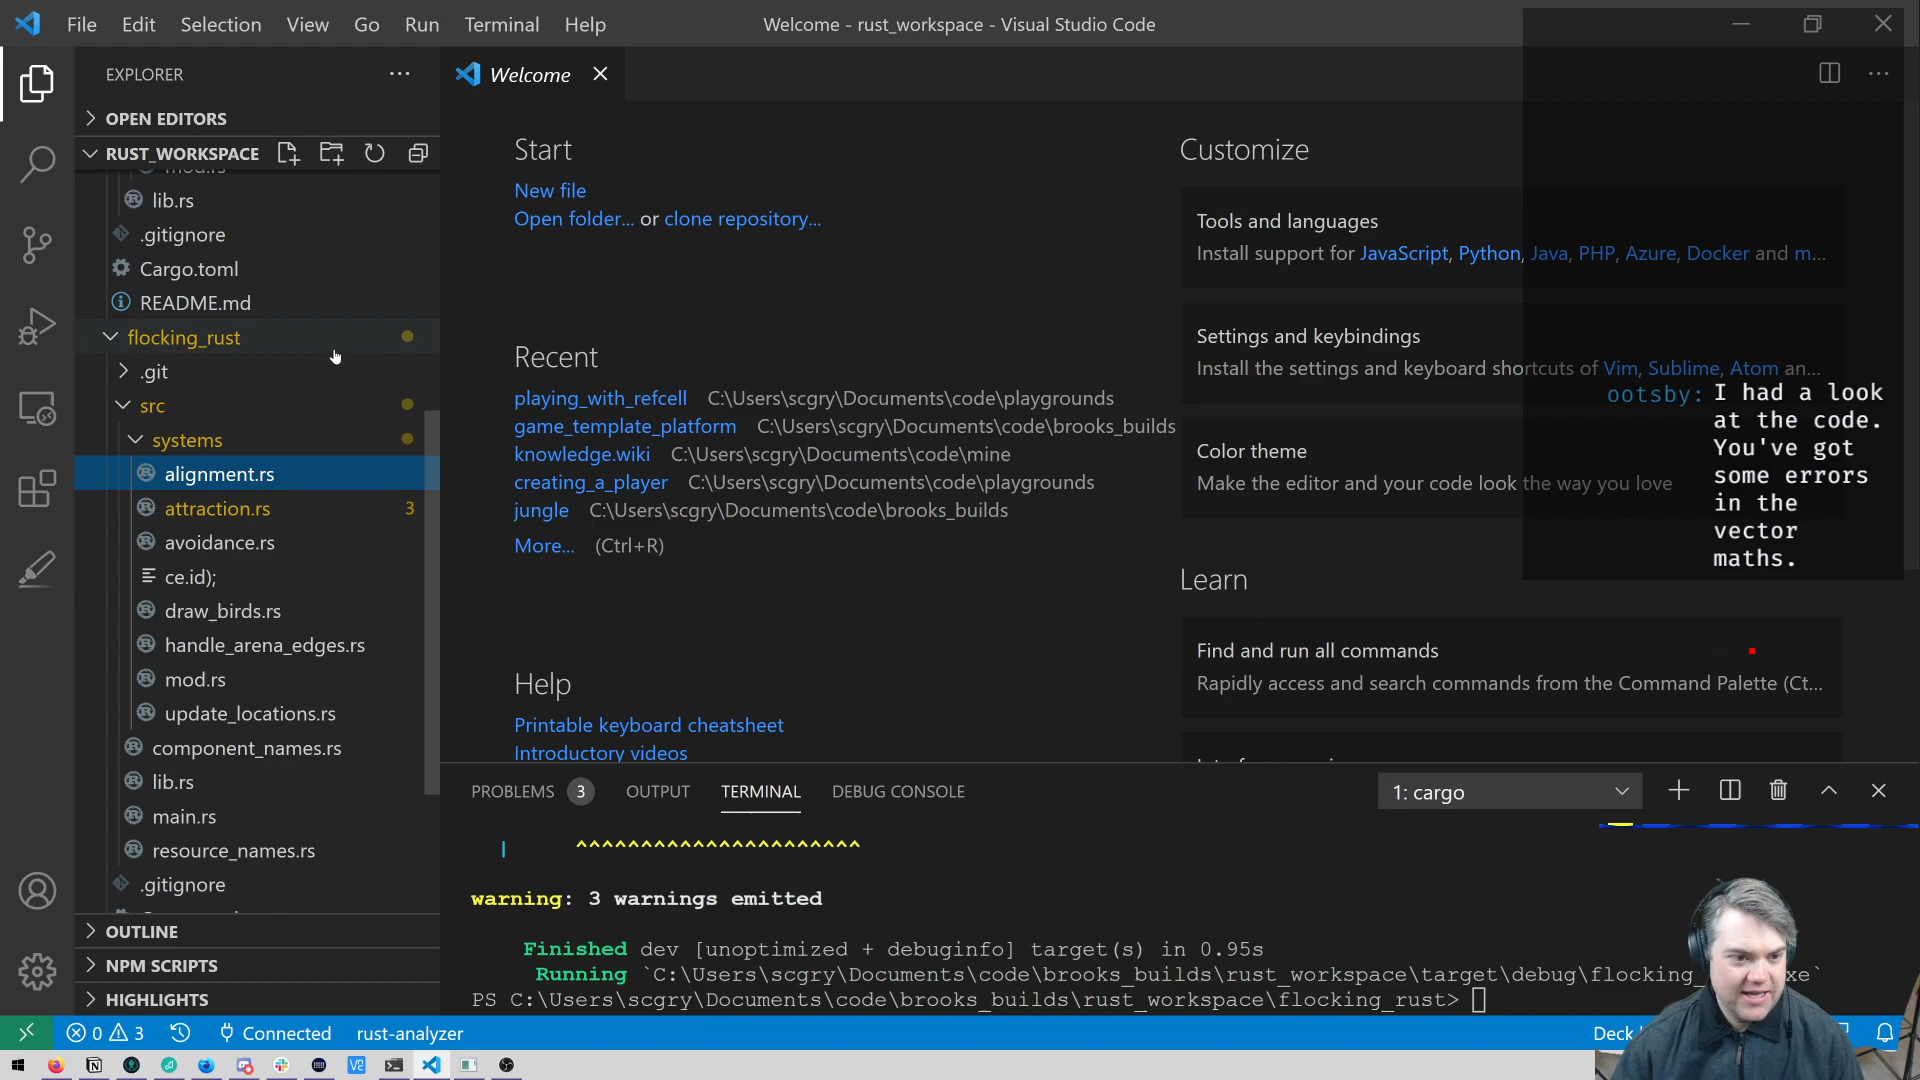 File Edit Selection View Go Run Terminal Help
Welcome - rust_workspace - Visual Studio Code
EXPLORER
OPEN EDITORS
RUST_WORKSPACE
mod.rs
lib.rs
.gitignore
Cargo.toml
README.md
flocking_rust
.git
src
systems
alignment.rs
attraction.rs 3
avoidance.rs
ce.id);
draw_birds.rs
handle_arena_edges.rs
mod.rs
update_locations.rs
component_names.rs
lib.rs
main.rs
resource_names.rs
.gitignore
OUTLINE
NPM SCRIPTS
HIGHLIGHTS
Welcome
Start
New file
Open folder... or clone repository...
Recent
playing_with_refcell C:\Users\scgry\Documents\code\playgrounds
game_template_platform C:\Users\scgry\Documents\code\brooks_builds
knowledge.wiki C:\Users\scgry\Documents\code\mine
creating_a_player C:\Users\scgry\Documents\code\playgrounds
jungle C:\Users\scgry\Documents\code\brooks_builds
More... (Ctrl+R)
Help
Printable keyboard cheatsheet
Introductory videos
Customize
Tools and languages
Install support for JavaScript, Python, Java, PHP, Azure, Docker and m...
Settings and keybindings
Install the settings and keyboard shortcuts of Vim, Sublime, Atom an...
Color theme
Make the editor and your code look the way you love
Learn
Find and run all commands
Rapidly access and search commands from the Command Palette (Ct...
ootsby: I had a look
at the code.
You've got
some errors
in the
vector
maths.
PROBLEMS 3 OUTPUT TERMINAL DEBUG CONSOLE
1: cargo
| ^^^^^^^^^^^^^^^^^^^^^^
warning: 3 warnings emitted
Finished dev [unoptimized + debuginfo] target(s) in 0.95s
Running `C:\Users\scgry\Documents\code\brooks_builds\rust_workspace\target\debug\flocking_ xe`
PS C:\Users\scgry\Documents\code\brooks_builds\rust_workspace\flocking_rust>
0 3 Connected rust-analyzer
Deck